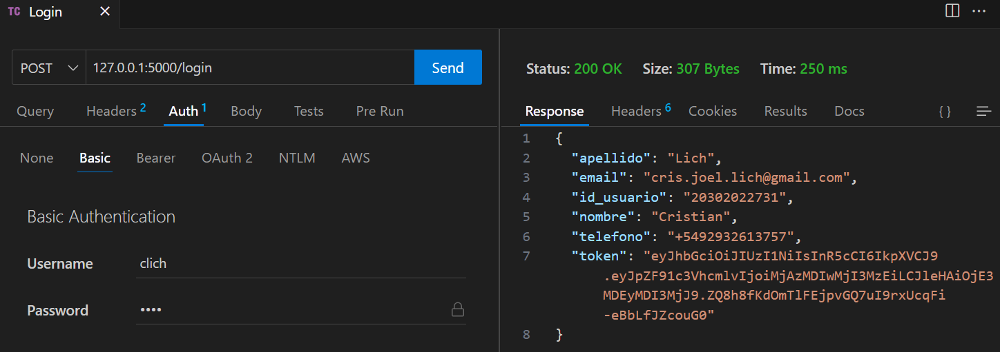 TC Login ×
POST 127.0.0.1:5000/login Send
Query Headers 2 Auth 1 Body Tests Pre Run
None Basic Bearer OAuth 2 NTLM AWS
Basic Authentication
Username clich
Password ••••
Status: 200 OK Size: 307 Bytes Time: 250 ms
Response Headers 6 Cookies Results Docs { }
1 {
2 "apellido": "Lich",
3 "email": "cris.joel.lich@gmail.com",
4 "id_usuario": "20302022731",
5 "nombre": "Cristian",
6 "telefono": "+5492932613757",
7 "token": "eyJhbGciOiJIUzI1NiIsInR5cCI6IkpXVCJ9
.eyJpZF91c3VhcmlvIjoiMjAzMDIwMjI3MzEiLCJleHAiOjE3
MDEyMDI3MjJ9.ZQ8h8fKdOmTlFEjpvGQ7uI9rxUcqFi
-eBbLfJZcouG0"
8 }